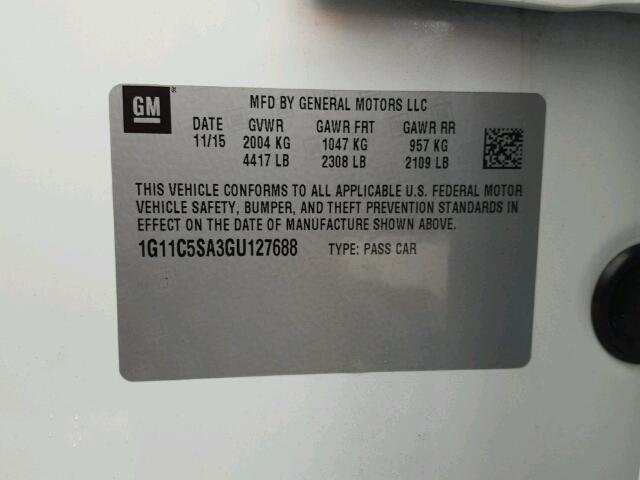 GM
MFD BY GENERAL MOTORS LLC
DATE GVWR GAWR FRT GAWR RR
11/15 2004 KG 1047 KG 957 KG
4417 LB 2308 LB 2109 LB
THIS VEHICLE CONFORMS TO ALL APPLICABLE U.S. FEDERAL MOTOR
VEHICLE SAFETY, BUMPER, AND THEFT PREVENTION STANDARDS IN
EFFECT ON THE DATE OF MANUFACTURE SHOWN ABOVE.
1G11C5SA3GU127688 TYPE: PASS CAR